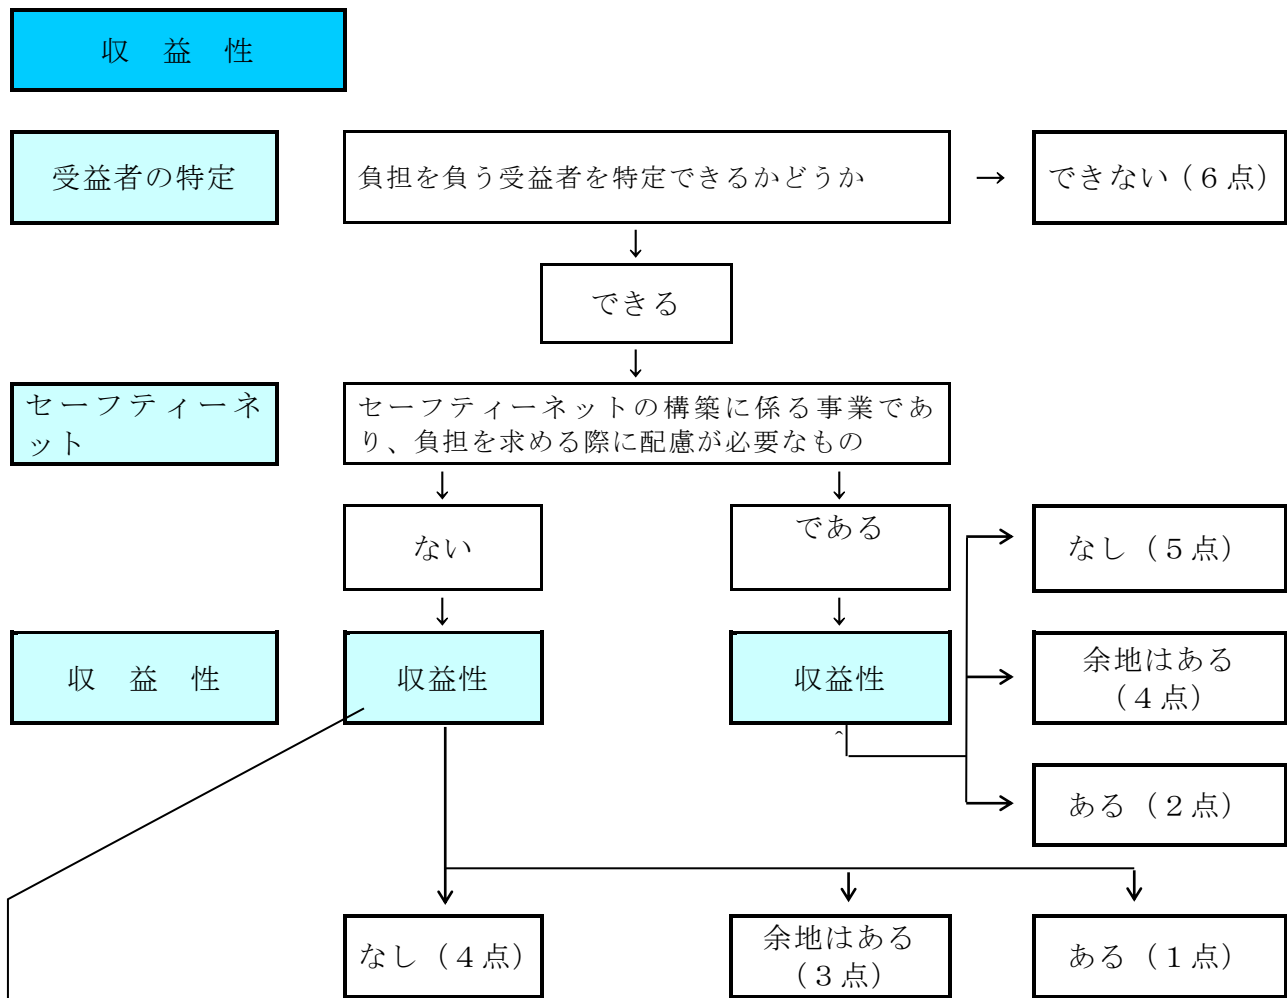 収　益　性
受益者の特定
負担を負う受益者を特定できるかどうか
→
できない（６点）
↓
できる
↓
セーフティーネ
ット
セーフティーネットの構築に係る事業であ
り、負担を求める際に配慮が必要なもの
↓
↓
ない
である
なし（５点）
↓
↓
収　益　性
収益性
収益性
余地はある
（４点）
ある（２点）
なし（４点）
余地はある
（３点）
ある（１点）